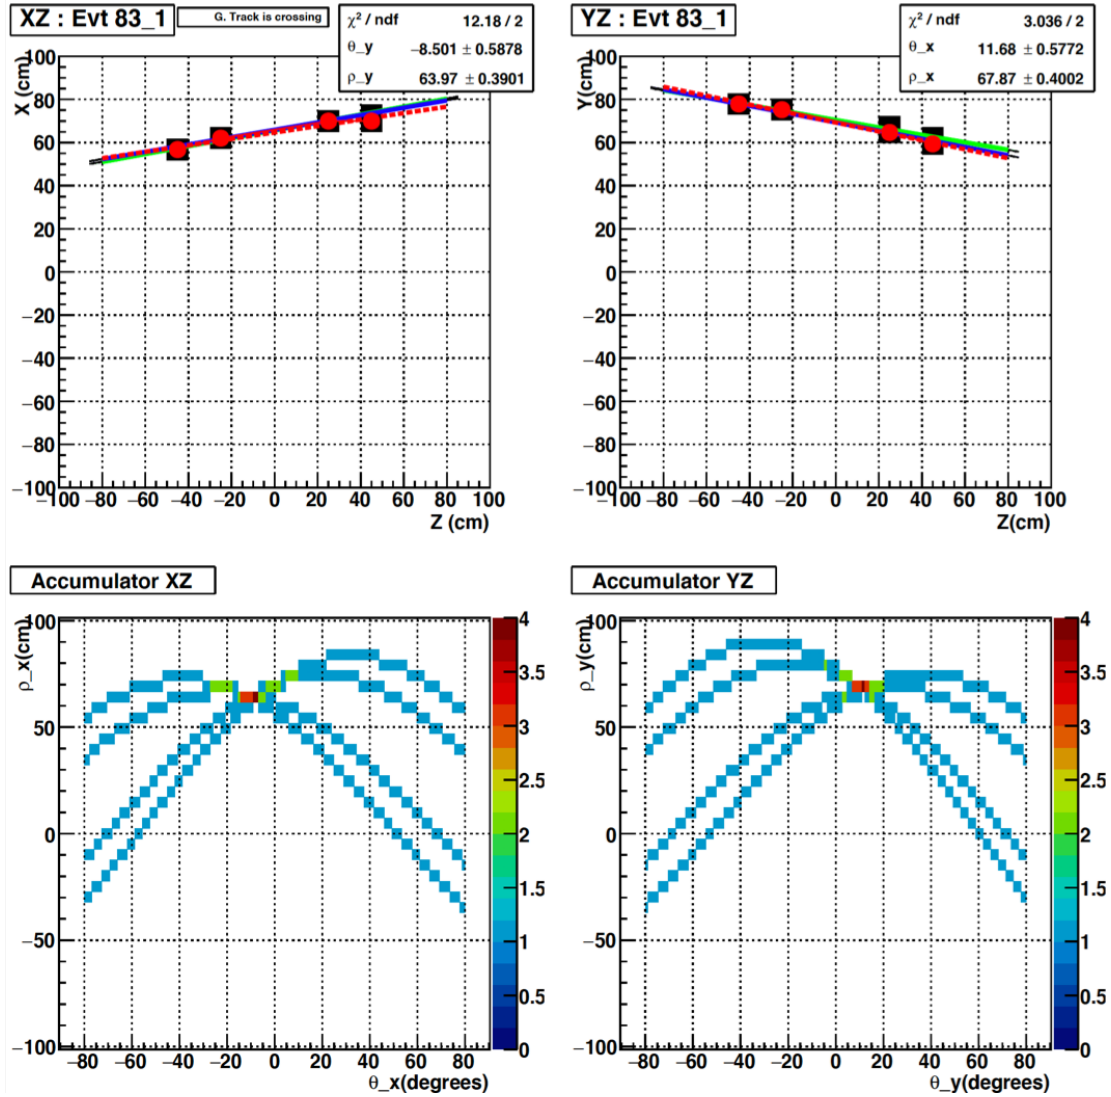 XZ : Evt 83_1
G. Track is crossing
χ² / ndf 12.18 / 2
θ_y −8.501 ± 0.5878
ρ_y 63.97 ± 0.3901
X (cm)
100
80
60
40
20
0
−20
−40
−60
−80
−100
−100 −80 −60 −40 −20 0 20 40 60 80 100
Z (cm)
YZ : Evt 83_1
χ² / ndf 3.036 / 2
θ_x 11.68 ± 0.5772
ρ_x 67.87 ± 0.4002
Y(cm)
100
80
60
40
20
0
−20
−40
−60
−80
−100
−100 −80 −60 −40 −20 0 20 40 60 80 100
Z(cm)
Accumulator XZ
ρ_x(cm)
100
50
0
−50
−100
−80 −60 −40 −20 0 20 40 60 80
θ_x(degrees)
4
3.5
3
2.5
2
1.5
1
0.5
0
Accumulator YZ
ρ_y(cm)
100
50
0
−50
−100
−80 −60 −40 −20 0 20 40 60 80
θ_y(degrees)
4
3.5
3
2.5
2
1.5
1
0.5
0